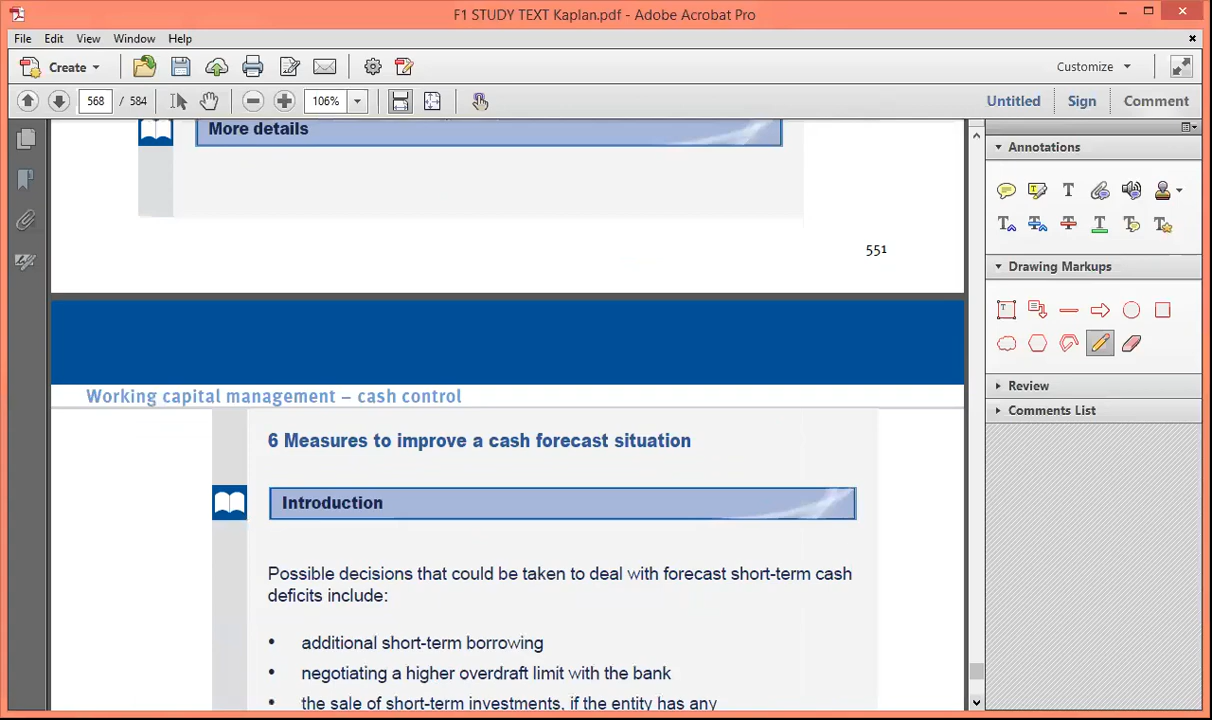 F1 STUDY TEXT Kaplan.pdf - Adobe Acrobat Pro
File Edit View Window Help
Create Customize
568 / 584 106% Untitled Sign Comment
More details
551
Working capital management – cash control
6 Measures to improve a cash forecast situation
Introduction
Possible decisions that could be taken to deal with forecast short-term cash
deficits include:
• additional short-term borrowing
• negotiating a higher overdraft limit with the bank
• the sale of short-term investments, if the entity has any
Annotations
Drawing Markups
Review
Comments List